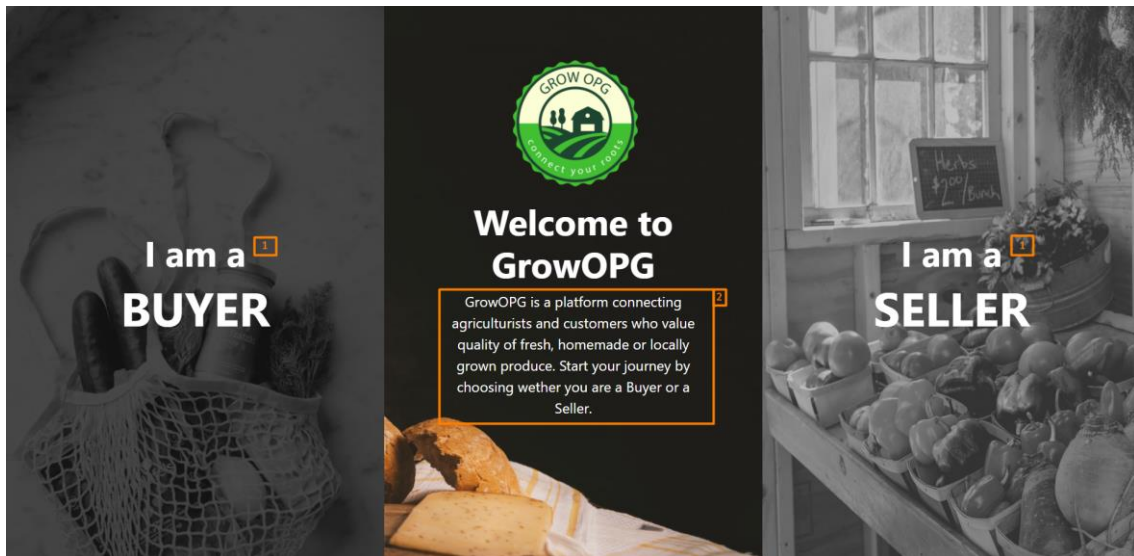 I am a 1
BUYER
GROW OPG
connect your roots
Welcome to
GrowOPG
GrowOPG is a platform connecting 2
agriculturists and customers who value
quality of fresh, homemade or locally
grown produce. Start your journey by
choosing wether you are a Buyer or a
Seller.
Herbs
$2.00/
Bunch
I am a 1
SELLER